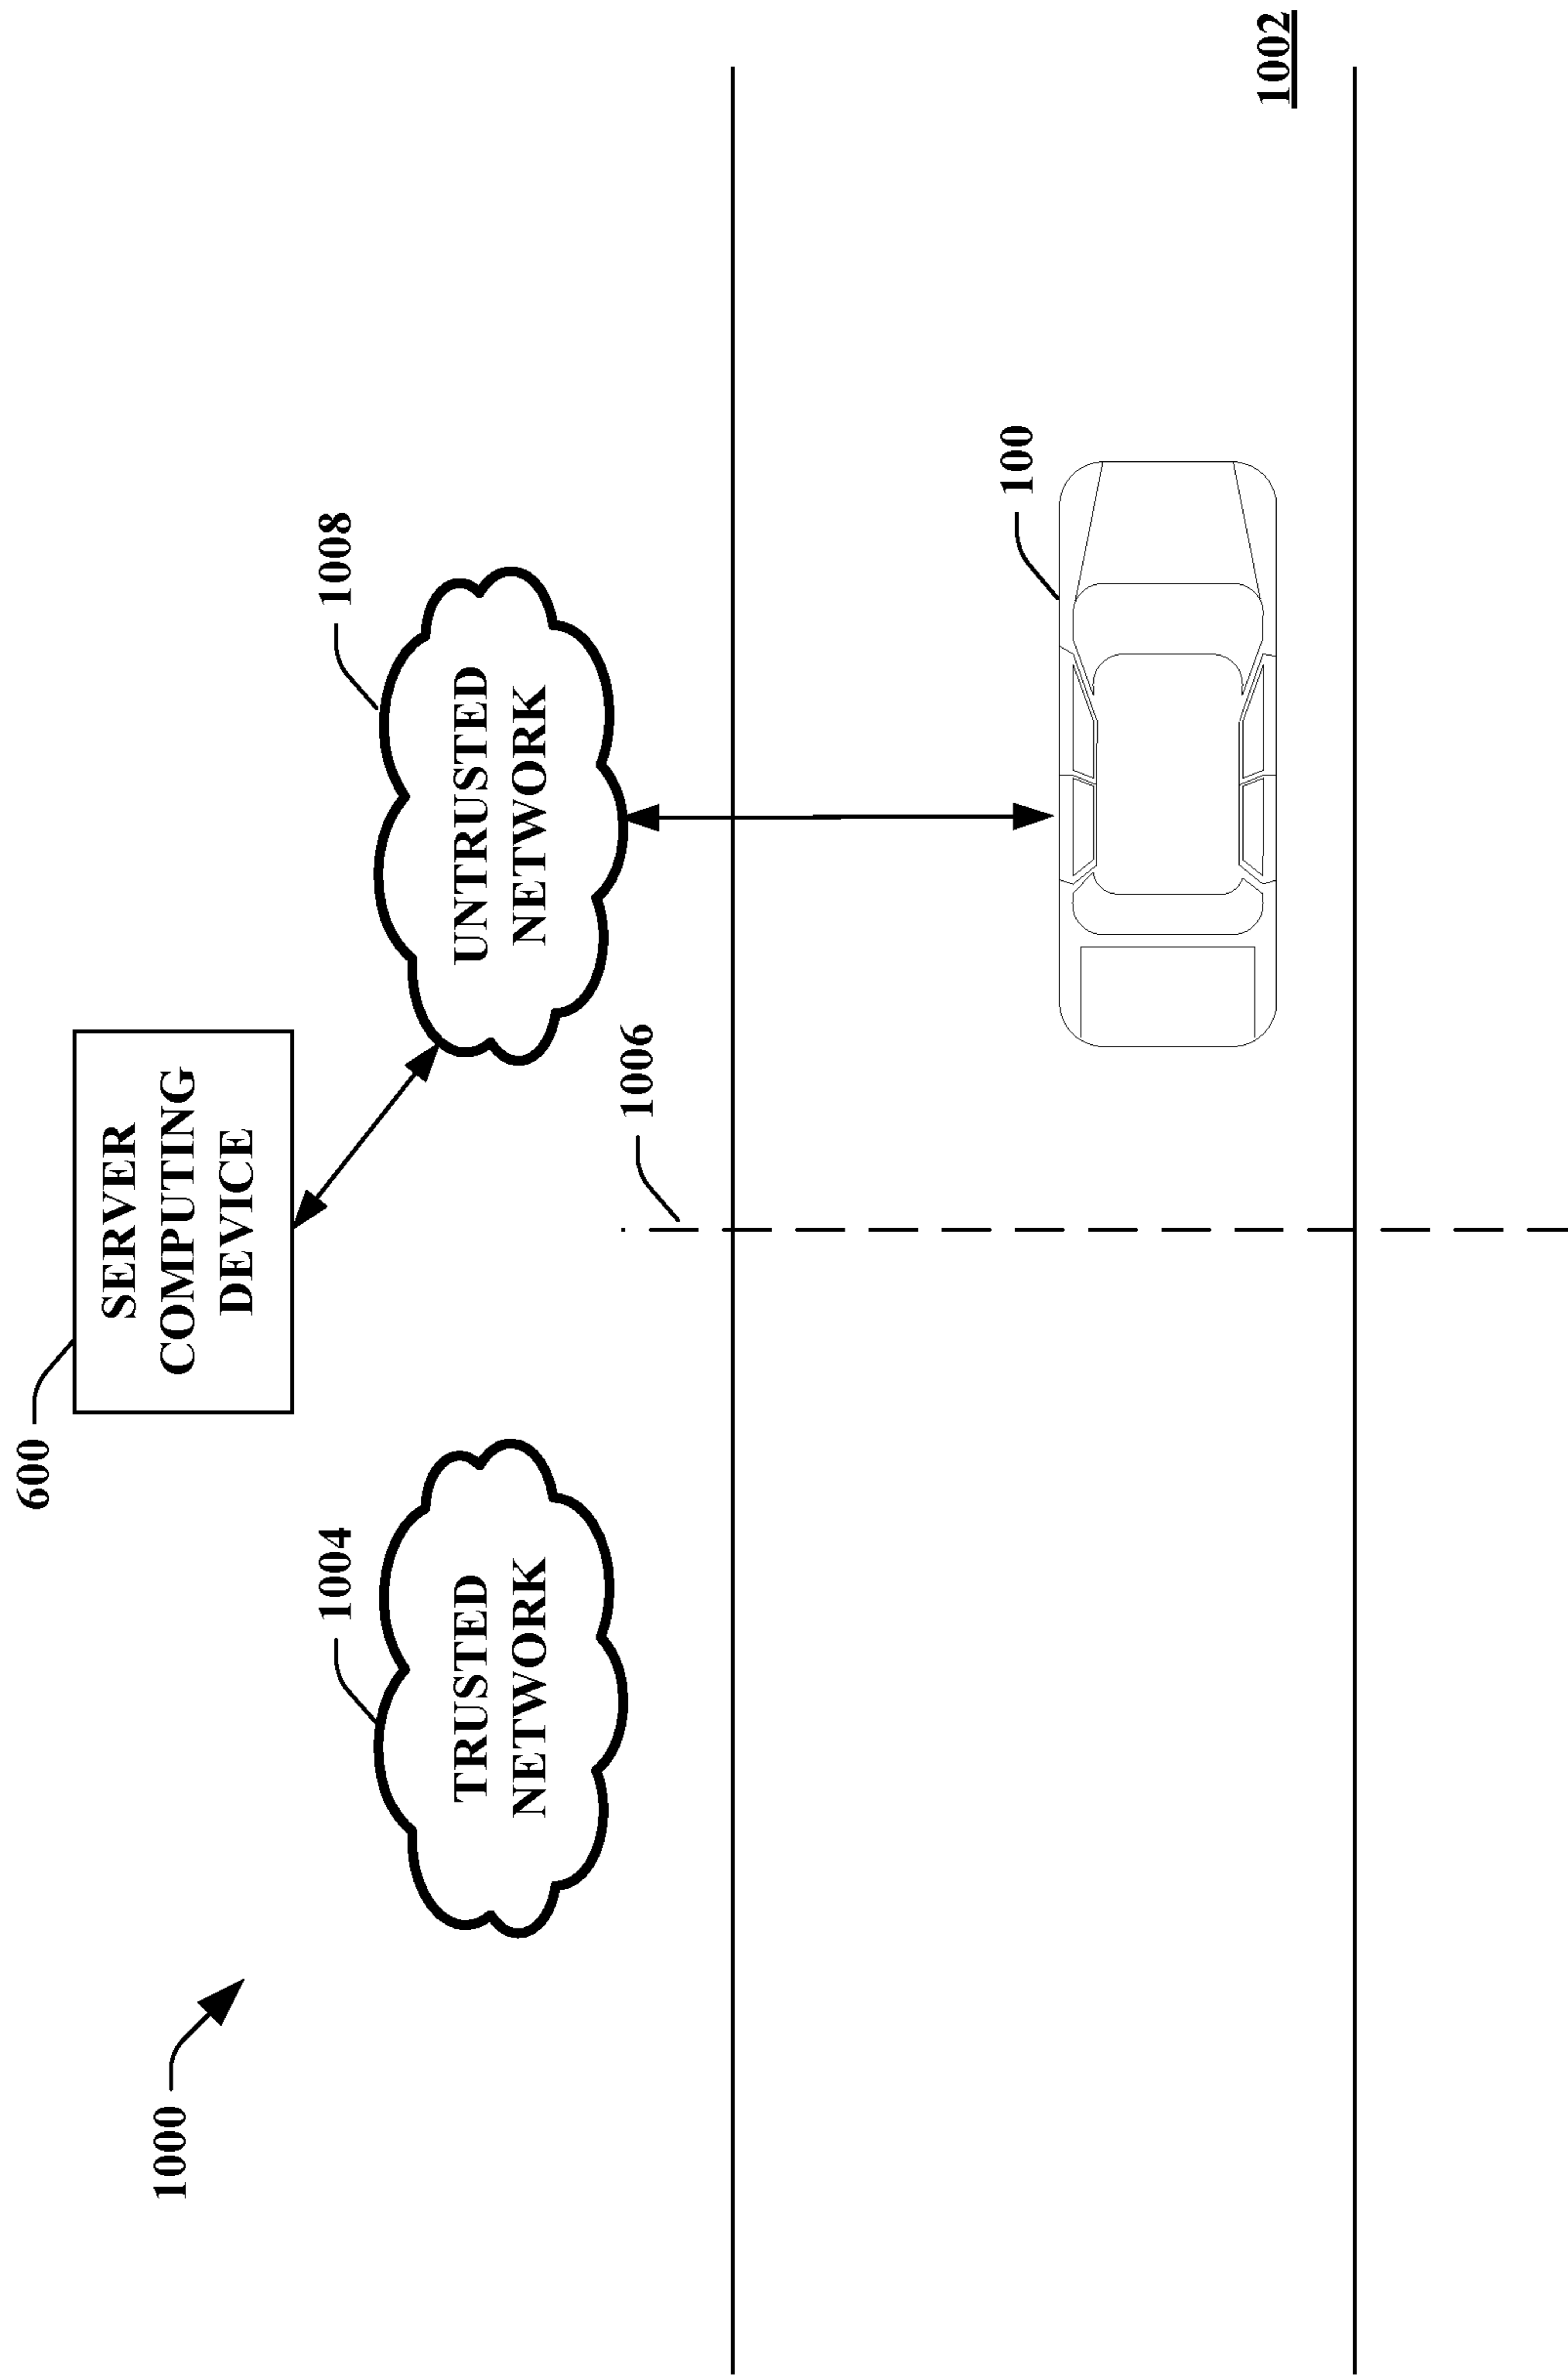 600
SERVER
COMPUTING
DEVICE
1000
1004
TRUSTED
NETWORK
1008
UNTRUSTED
NETWORK
1006
100
1002